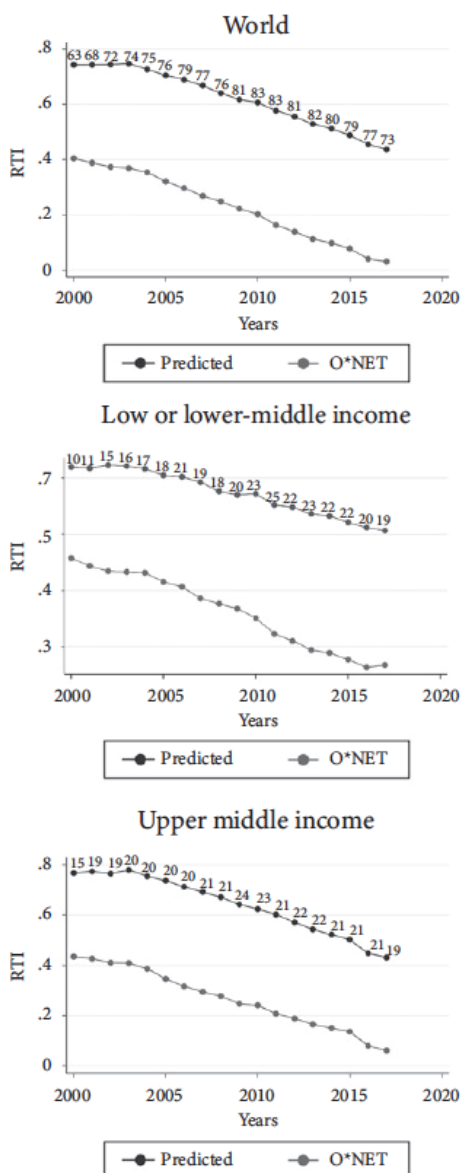 World
.8
63 68 72 74 75 76 79 77 76 81 83 83 81 82 80 79 77 73
.6
RTI
.4
.2
0
2000 2005 2010 2015 2020
Years
Predicted O*NET
Low or lower-middle income
10 11 15 16 17 18 21 19 18 20 23 25 22 23 22 22 20 19
.7
.5
RTI
.4
.3
2000 2005 2010 2015 2020
Years
Predicted O*NET
Upper middle income
.8
15 19 19 20 20 20 20 21 21 24 23 21 22 22 21 21 21 19
.6
RTI
.4
.2
0
2000 2005 2010 2015 2020
Years
Predicted O*NET